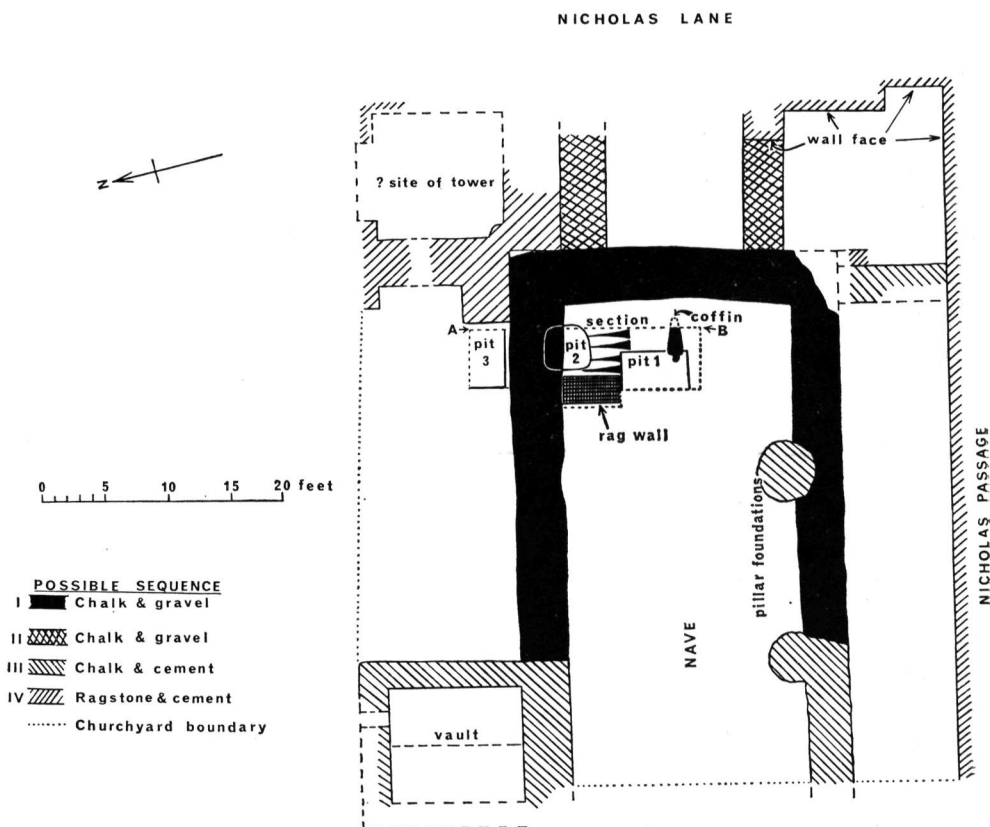 NICHOLAS LANE
wall face
N
? site of tower
section
coffin
A
B
pit
3
pit
2
pit 1
rag wall
0 5 10 15 20 feet
pillar foundations
NICHOLAS PASSAGE
NAVE
POSSIBLE SEQUENCE
I Chalk & gravel
II Chalk & gravel
III Chalk & cement
IV Ragstone & cement
Churchyard boundary
vault